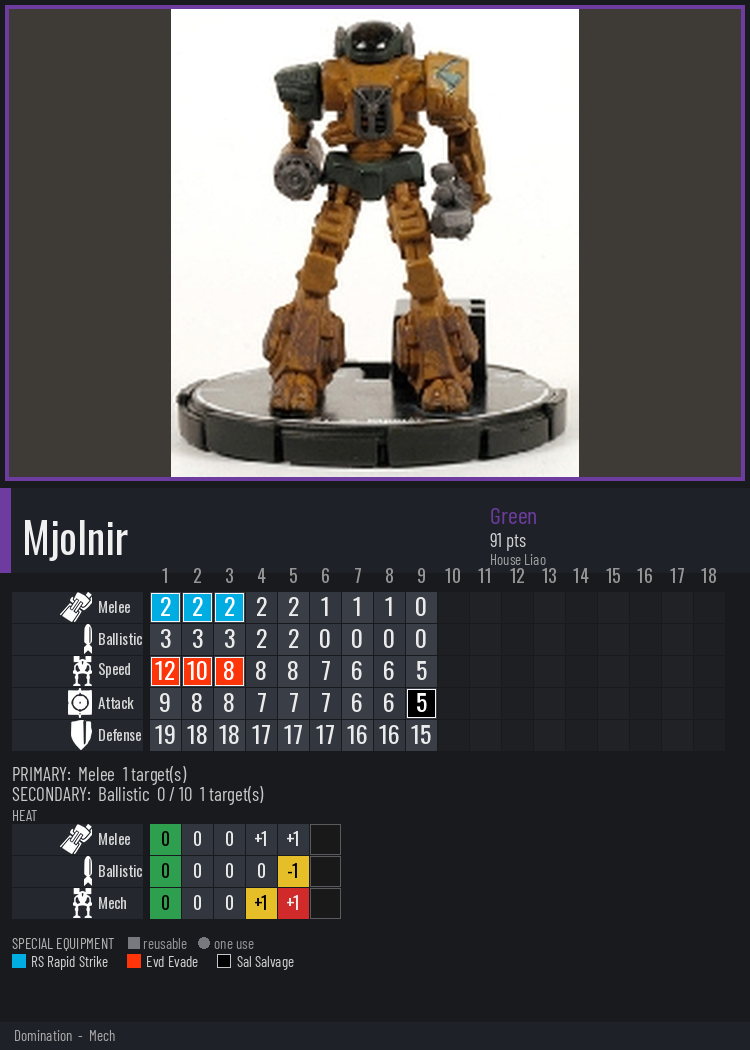 Mjolnir
Green
91 pts
House Liao
1 2 3 4 5 6 7 8 9 10 11 12 13 14 15 16 17 18
Melee 2 2 2 2 2 1 1 1 0
Ballistic 3 3 3 2 2 0 0 0 0
Speed 12 10 8 8 8 7 6 6 5
Attack 9 8 8 7 7 7 6 6 5
Defense 19 18 18 17 17 17 16 16 15
PRIMARY: Melee 1 target(s)
SECONDARY: Ballistic 0 / 10 1 target(s)
HEAT
Melee 0 0 0 +1 +1
Ballistic 0 0 0 0 -1
Mech 0 0 0 +1 +1
SPECIAL EQUIPMENT reusable one use
RS Rapid Strike Evd Evade Sal Salvage
Domination - Mech